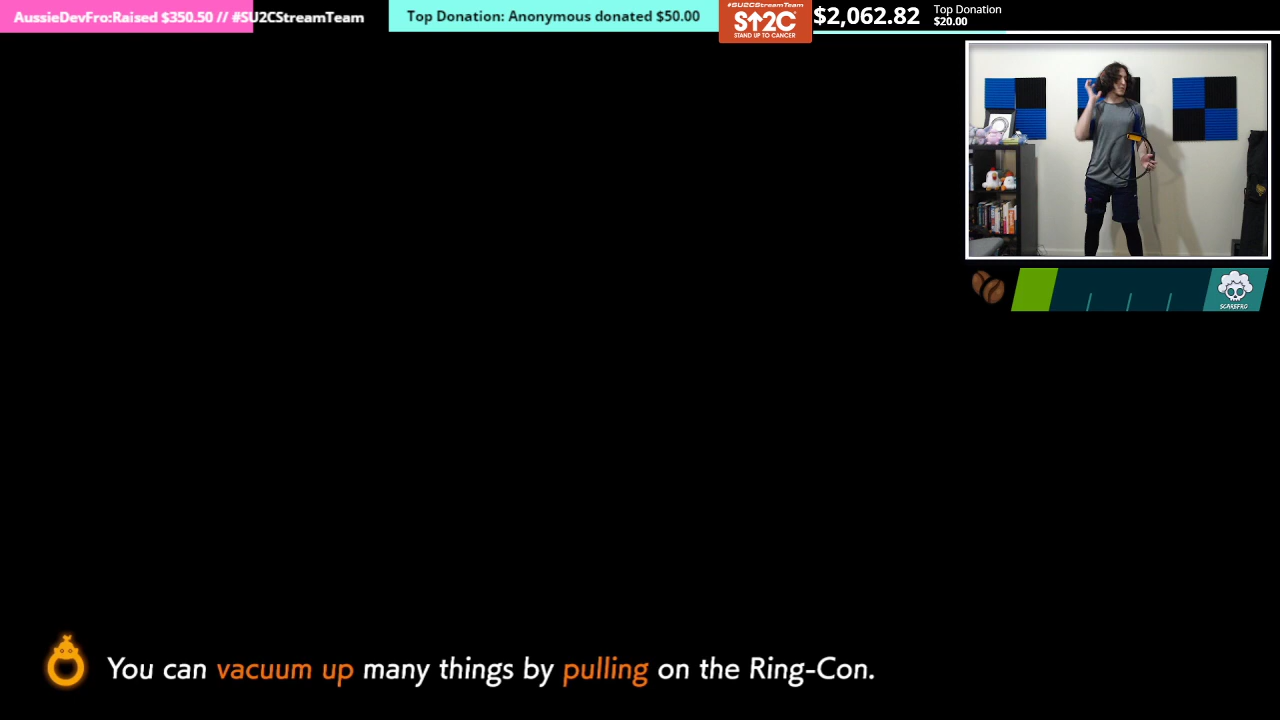 AussieDevFro:Raised $350.50 // #SU2CStreamTeam
Top Donation: Anonymous donated $50.00
#SU2CStreamTeam
SU2C
STAND UP TO CANCER
$2,062.82
Top Donation
$20.00
SCARBFRO
You can vacuum up many things by pulling on the Ring-Con.